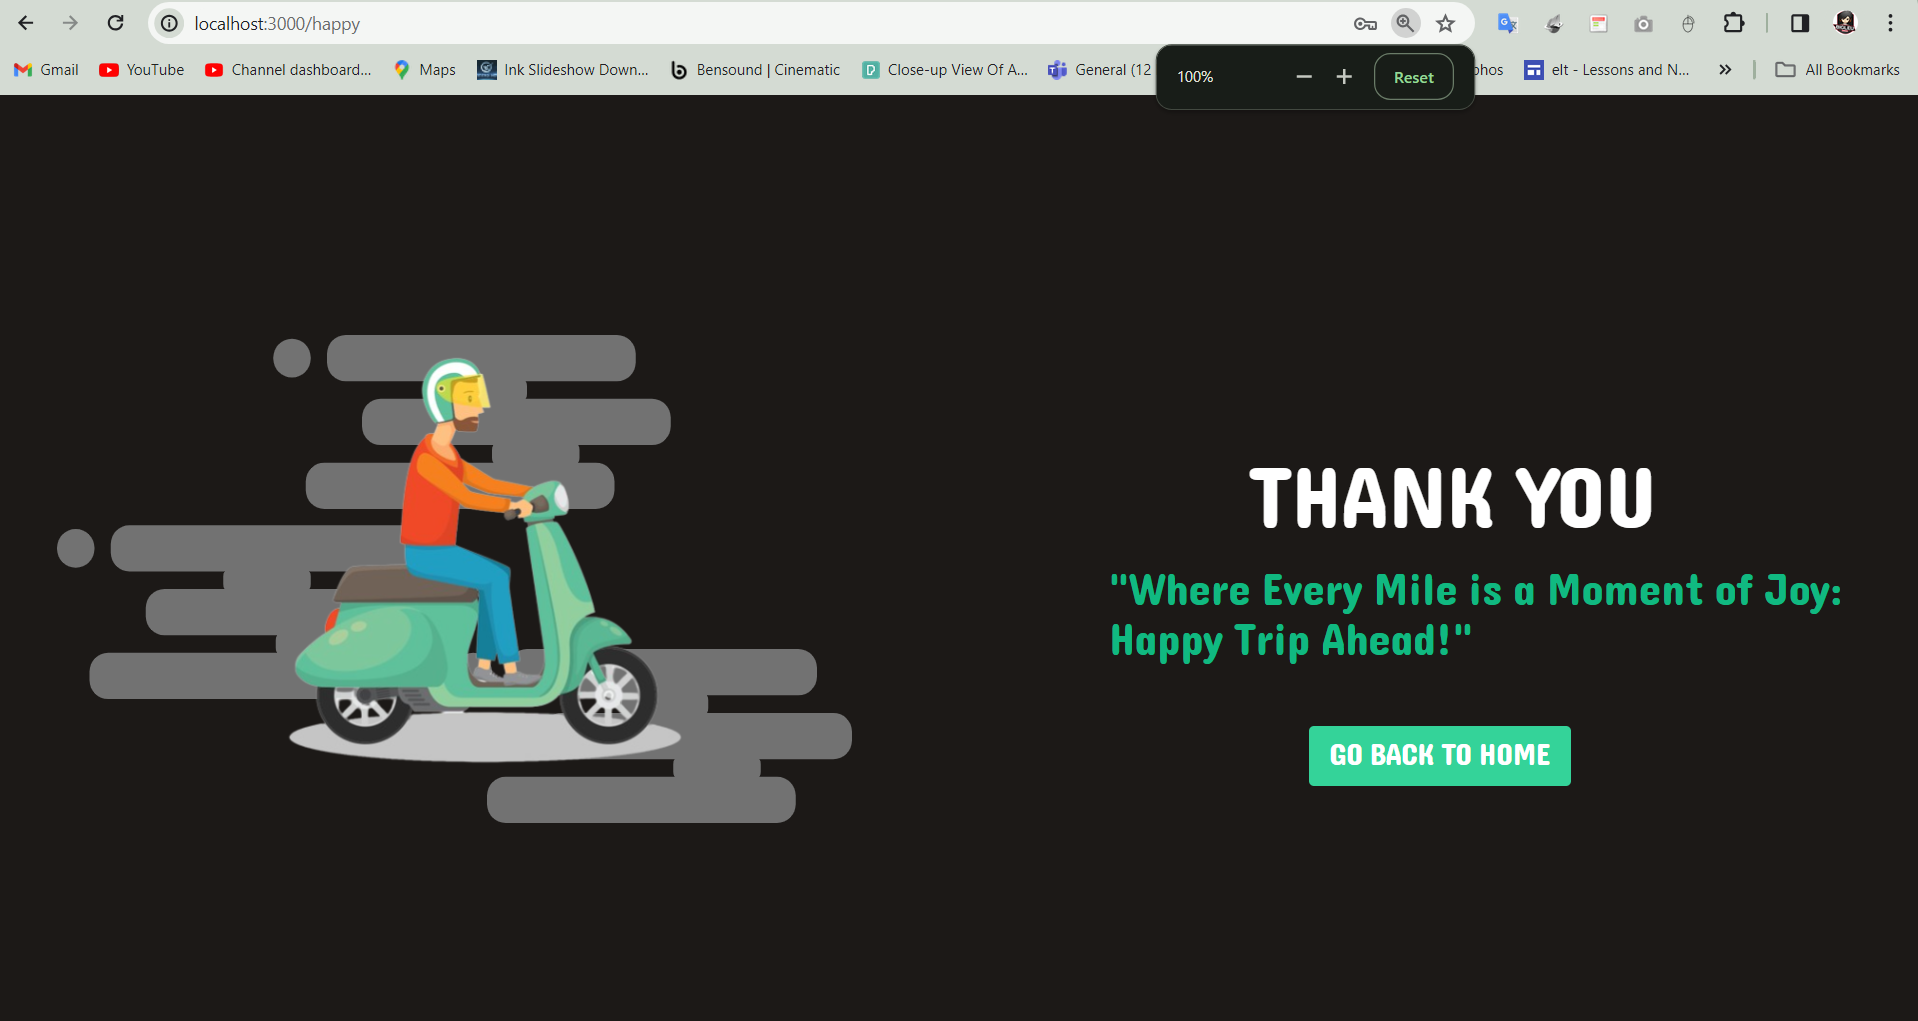 localhost:3000/happy
Gmail
YouTube
Channel dashboard...
Maps
Ink Slideshow Down...
Bensound | Cinematic
Close-up View Of A...
General (12
100%
Reset
phos
elt - Lessons and N...
All Bookmarks
THANK YOU
"Where Every Mile is a Moment of Joy:
Happy Trip Ahead!"
GO BACK TO HOME